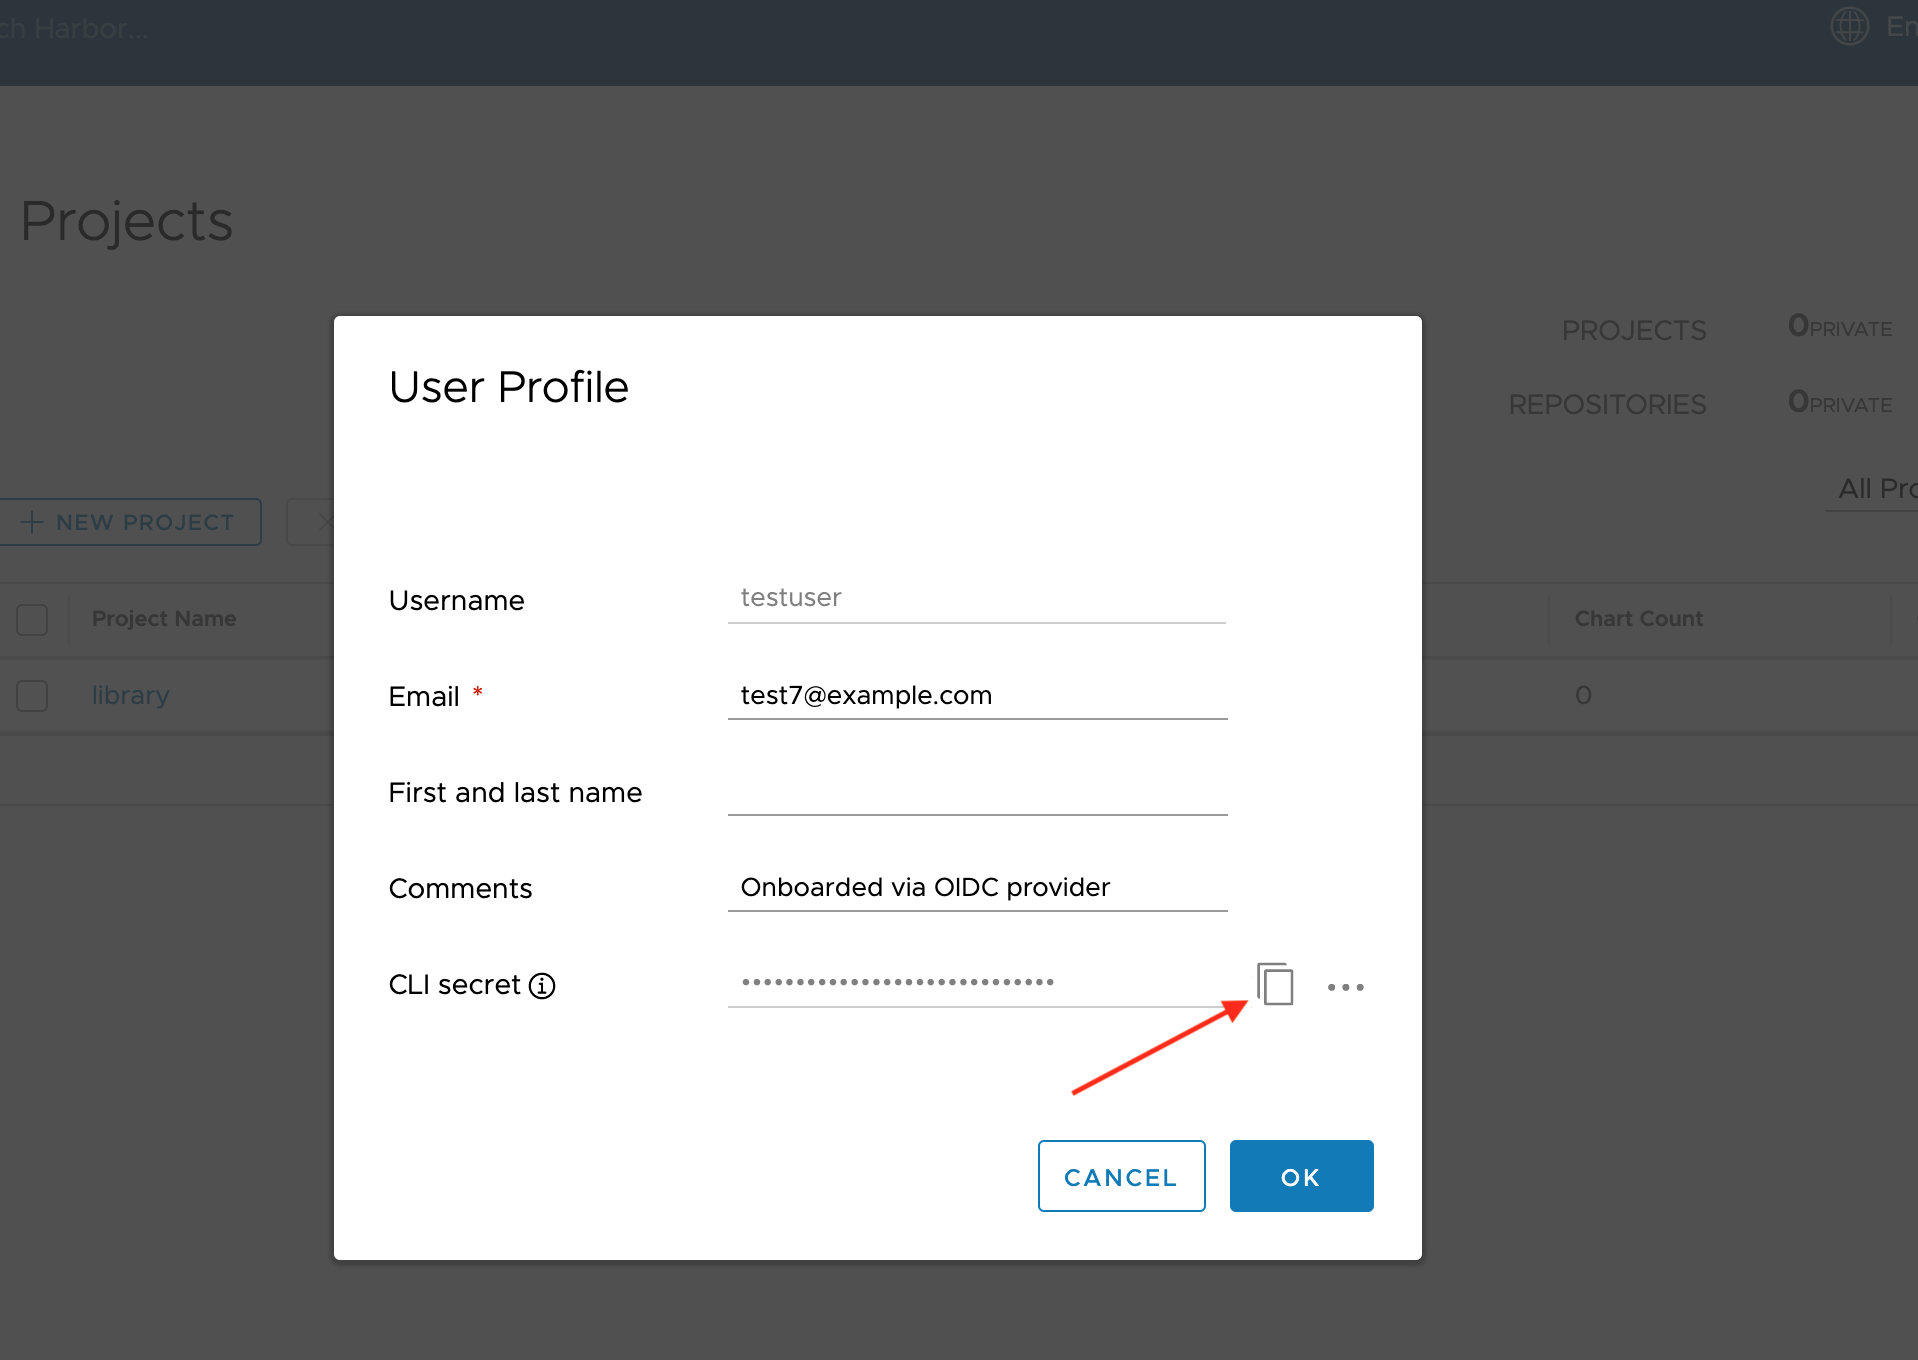 ch Harbor...
En
Projects
PROJECTS 0PRIVATE
REPOSITORIES 0PRIVATE
All Pro
+ NEW PROJECT
Project Name
Chart Count
library
0
User Profile
Username testuser
Email * test7@example.com
First and last name
Comments Onboarded via OIDC provider
CLI secret •••••••••••••••••••••••••••••
CANCEL OK